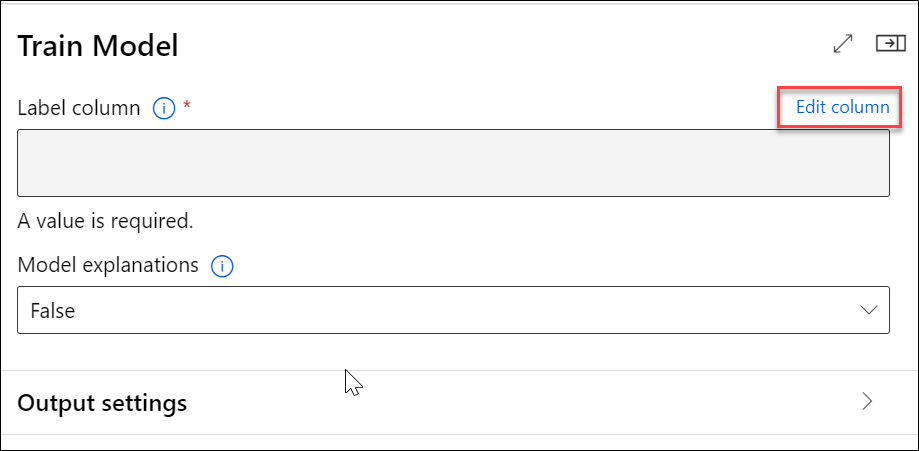 Train Model
Label column * Edit column
A value is required.
Model explanations
False
Output settings